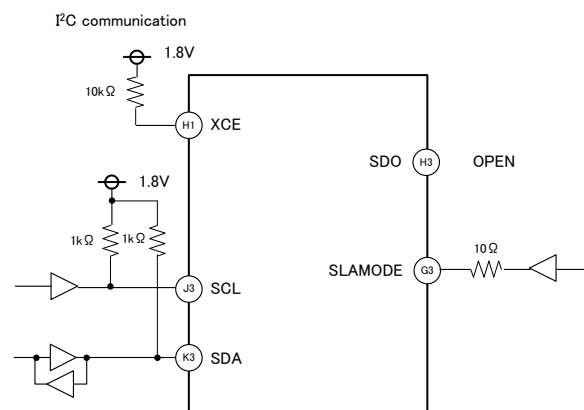 I²C communication
1.8V
10kΩ
H1 XCE
SDO H3 OPEN
1.8V
1kΩ 1kΩ
10Ω
SLAMODE G3
J3 SCL
K3 SDA